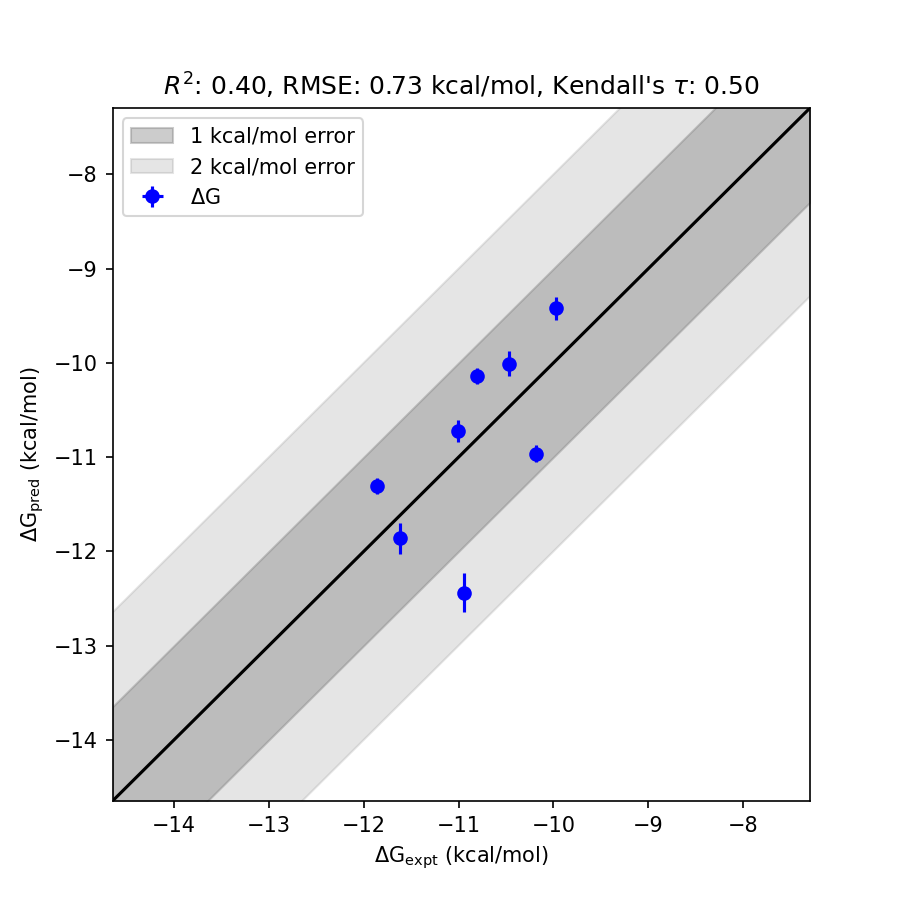 R²: 0.40, RMSE: 0.73 kcal/mol, Kendall's τ: 0.50
1 kcal/mol error
2 kcal/mol error
ΔG
−8
−9
−10
−11
−12
−13
−14
ΔG_pred (kcal/mol)
−14 −13 −12 −11 −10 −9 −8
ΔG_expt (kcal/mol)